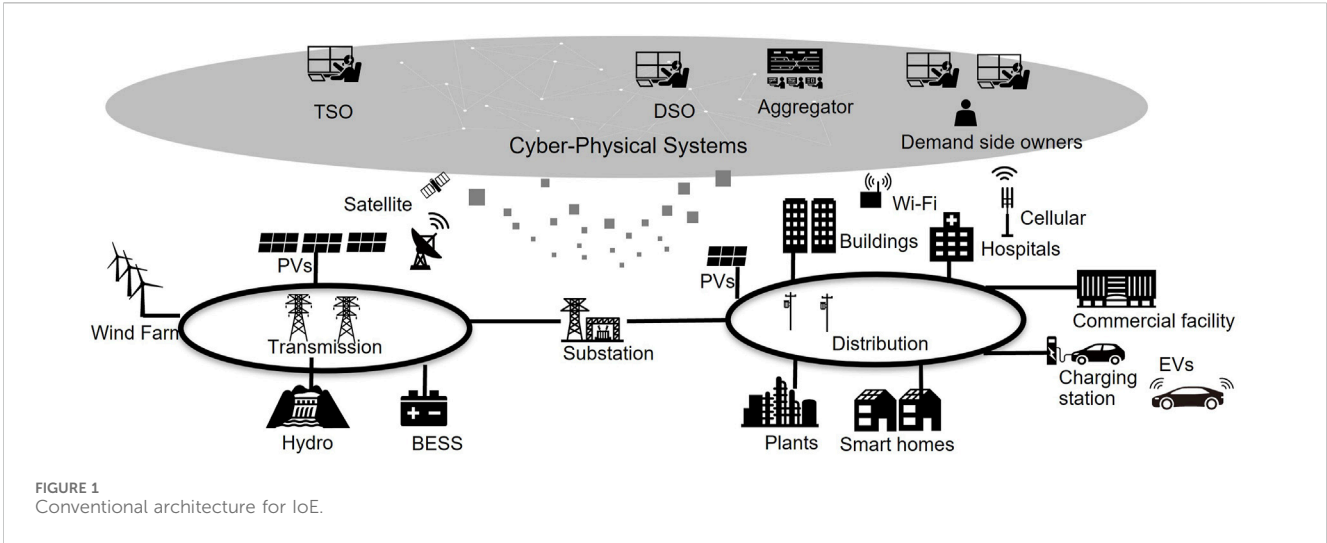 TSO
DSO
Aggregator
Demand side owners
Cyber-Physical Systems
Satellite
Wi-Fi
Cellular
PVs
Buildings
Hospitals
PVs
Wind Farm
Transmission
Substation
Distribution
Commercial facility
Charging
station
EVs
Hydro
BESS
Plants
Smart homes
FIGURE 1
Conventional architecture for IoE.